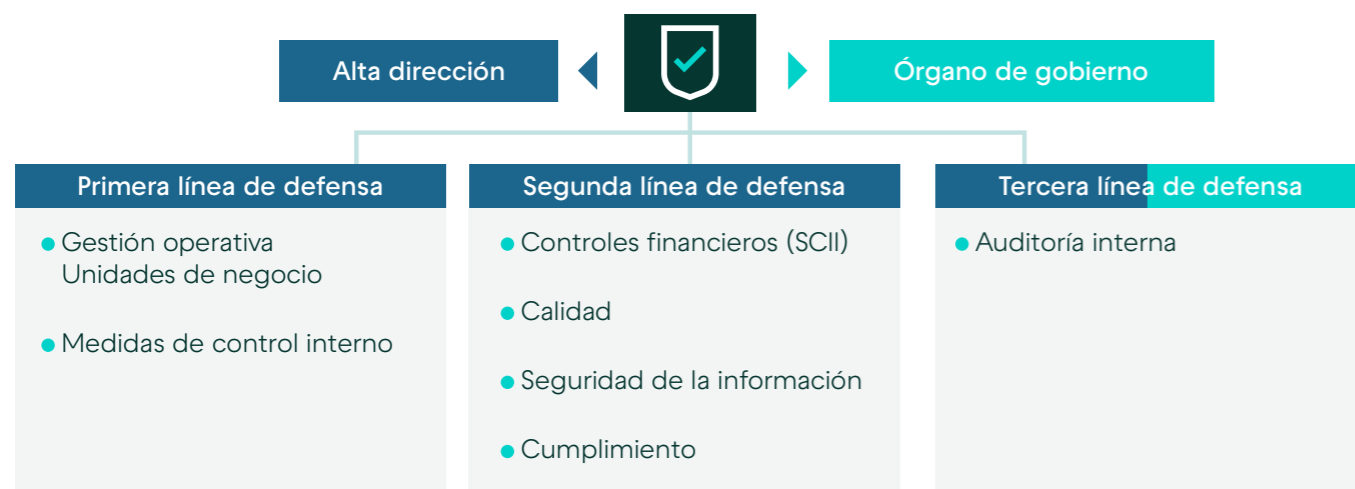 Alta dirección
Órgano de gobierno
Primera línea de defensa
Gestión operativa
Unidades de negocio
Medidas de control interno
Segunda línea de defensa
Controles financieros (SCII)
Calidad
Seguridad de la información
Cumplimiento
Tercera línea de defensa
Auditoría interna